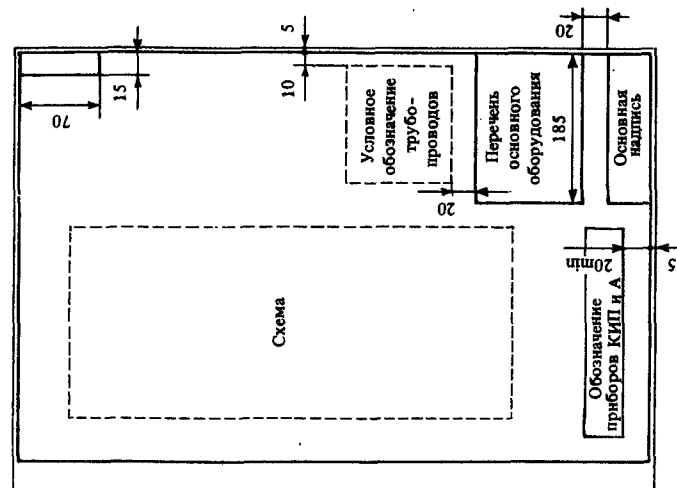 70
15
5
10
20
Условное
обозначение
трубо-
проводов
20
Перечень
основного
оборудования
185
Основная
надпись
Схема
20min
Обозначение
приборов КИП и А
5